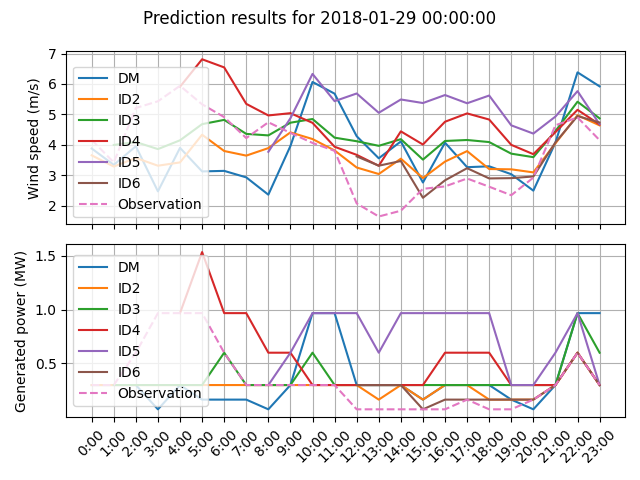 Prediction results for 2018-01-29 00:00:00
Wind speed (m/s)
7
6
5
4
3
2
DM
ID2
ID3
ID4
ID5
ID6
Observation
Generated power (MW)
1.5
1.0
0.5
DM
ID2
ID3
ID4
ID5
ID6
Observation
0:00 1:00 2:00 3:00 4:00 5:00 6:00 7:00 8:00 9:00 10:00 11:00 12:00 13:00 14:00 15:00 16:00 17:00 18:00 19:00 20:00 21:00 22:00 23:00